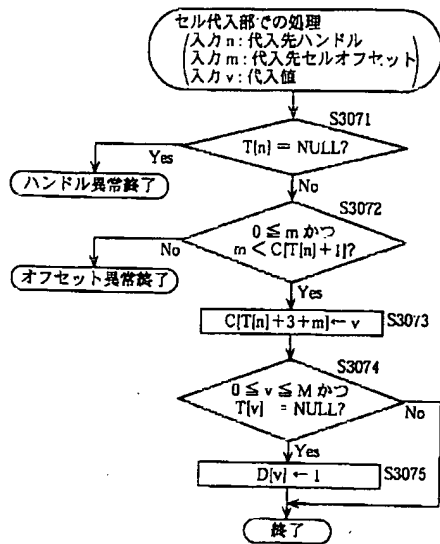 セル代入部での処理
入力n:代入先ハンドル
入力m:代入先セルオフセット
入力v:代入値
S3071
T[n] = NULL?
Yes
ハンドル異常終了
No
S3072
0 ≦ m かつ
m < C[T[n]+1]?
No
オフセット異常終了
Yes
C[T[n]+3+m]← v
S3073
S3074
0 ≦ v ≦ M かつ
T[v] = NULL?
No
Yes
D[v] ← 1
S3075
終了